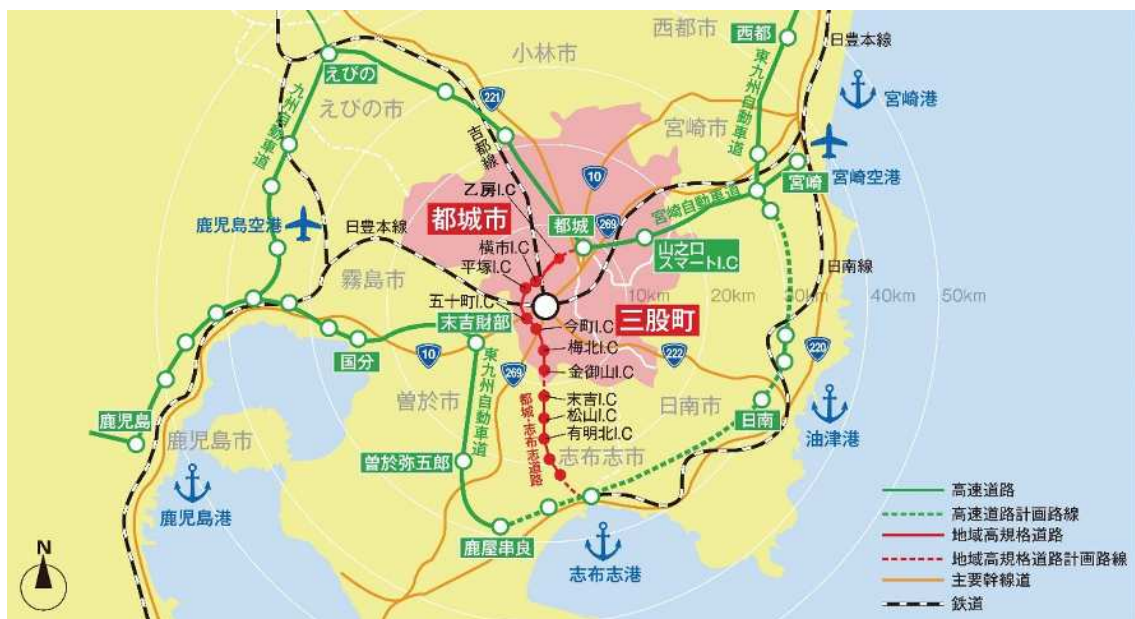 西都市
西都
日豊本線
小林市
えびの
東九州自動車道
宮崎港
221
えびの市
九州自動車道
宮崎市
吉都線
10
宮崎空港
宮崎
乙房I.C
宮崎自動車道
都城市
都城
269
鹿児島空港
日豊本線
横市I.C
山之口
スマートI.C
平塚I.C
日南線
霧島市
10km
20km
30km
40km
50km
五十町I.C
末吉財部
三股町
今町I.C
梅北I.C
10
国分
222
220
269
金御山I.C
東九州自動車道
曽於市
末吉I.C
日南市
日南
松山I.C
都城・志布志道路
有明北I.C
油津港
鹿児島
鹿児島市
曽於弥五郎
志布志市
鹿児島港
鹿屋串良
志布志港
N
高速道路
高速道路計画路線
地域高規格道路
地域高規格道路計画路線
主要幹線道
鉄道